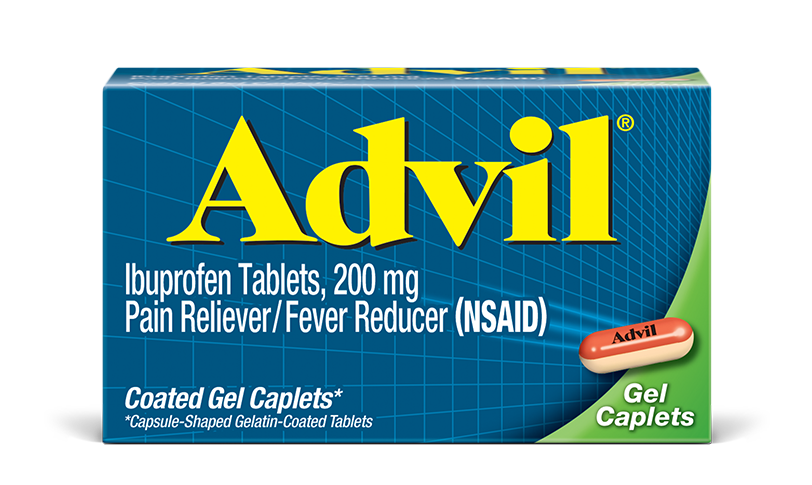 Advil®
Ibuprofen Tablets, 200 mg
Pain Reliever/Fever Reducer (NSAID)
Advil
Coated Gel Caplets*
*Capsule-Shaped Gelatin-Coated Tablets
Gel
Caplets